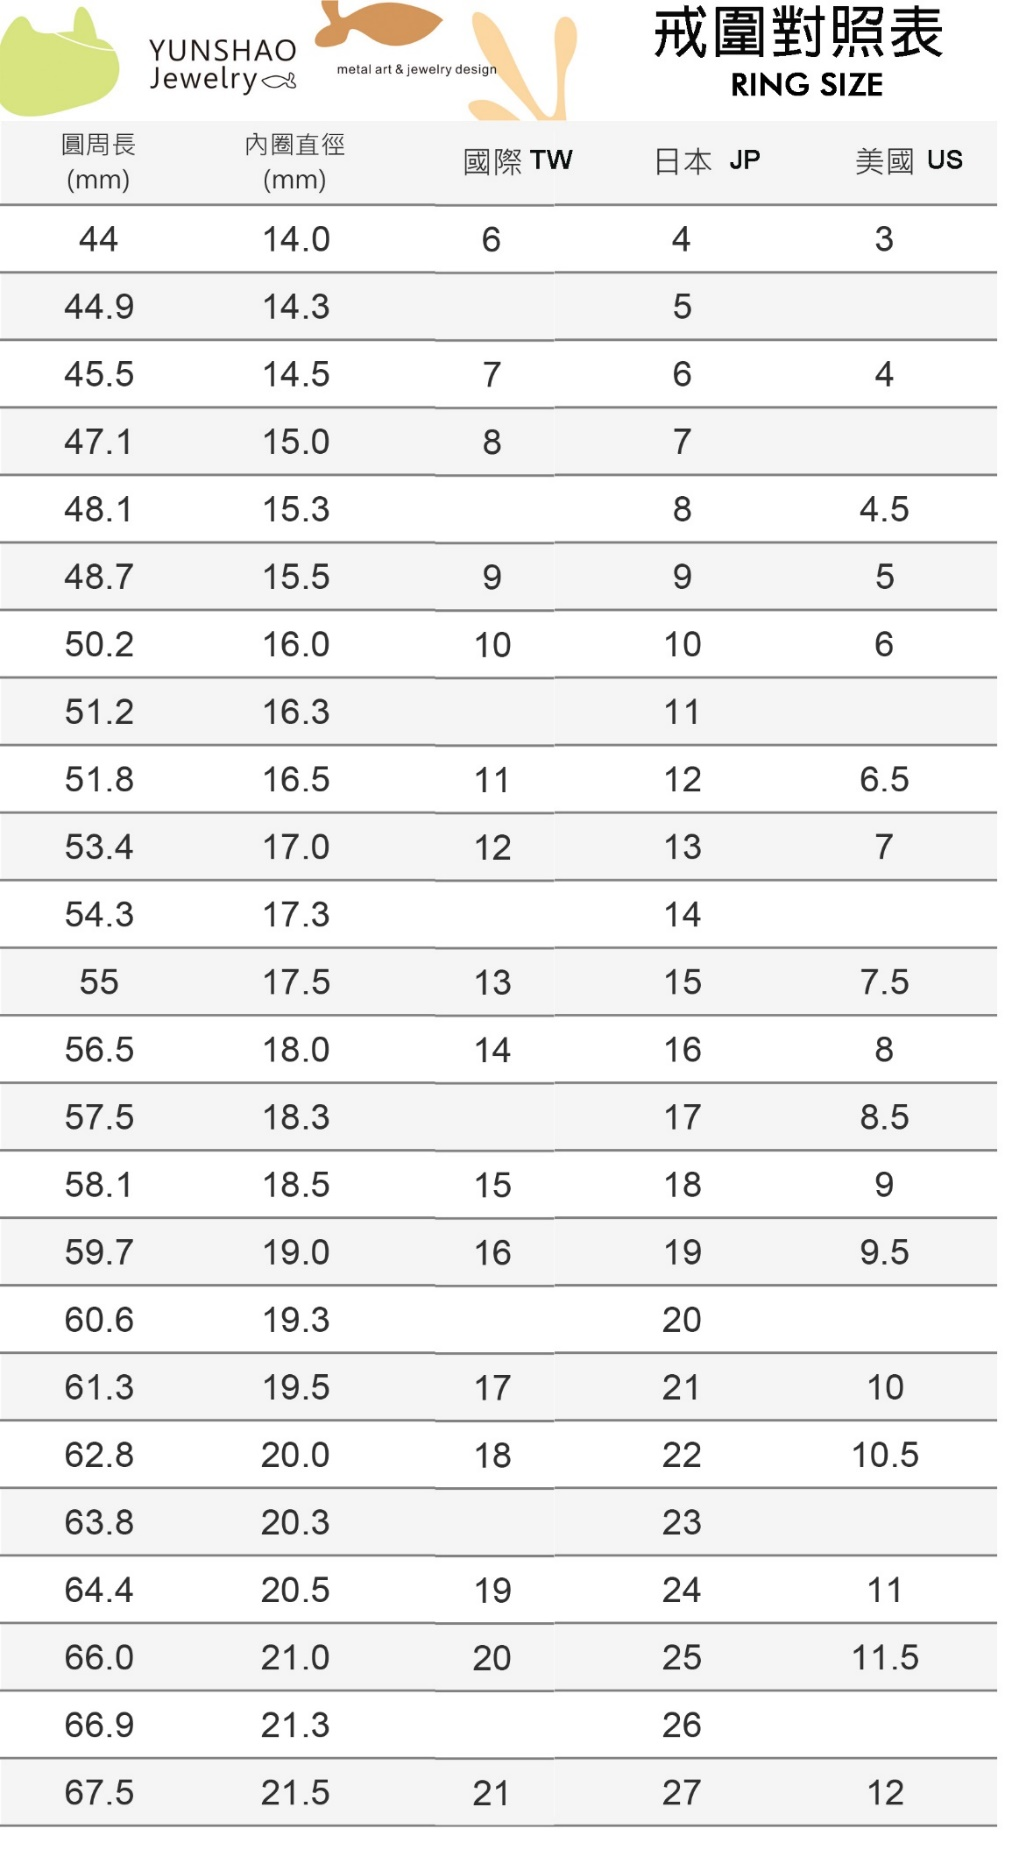 YUNSHAO
Jewelry
metal art & jewelry design
戒圍對照表
RING SIZE
圓周長 (mm) 內圈直徑 (mm) 國際 TW 日本 JP 美國 US
44 14.0 6 4 3
44.9 14.3 5
45.5 14.5 7 6 4
47.1 15.0 8 7
48.1 15.3 8 4.5
48.7 15.5 9 9 5
50.2 16.0 10 10 6
51.2 16.3 11
51.8 16.5 11 12 6.5
53.4 17.0 12 13 7
54.3 17.3 14
55 17.5 13 15 7.5
56.5 18.0 14 16 8
57.5 18.3 17 8.5
58.1 18.5 15 18 9
59.7 19.0 16 19 9.5
60.6 19.3 20
61.3 19.5 17 21 10
62.8 20.0 18 22 10.5
63.8 20.3 23
64.4 20.5 19 24 11
66.0 21.0 20 25 11.5
66.9 21.3 26
67.5 21.5 21 27 12